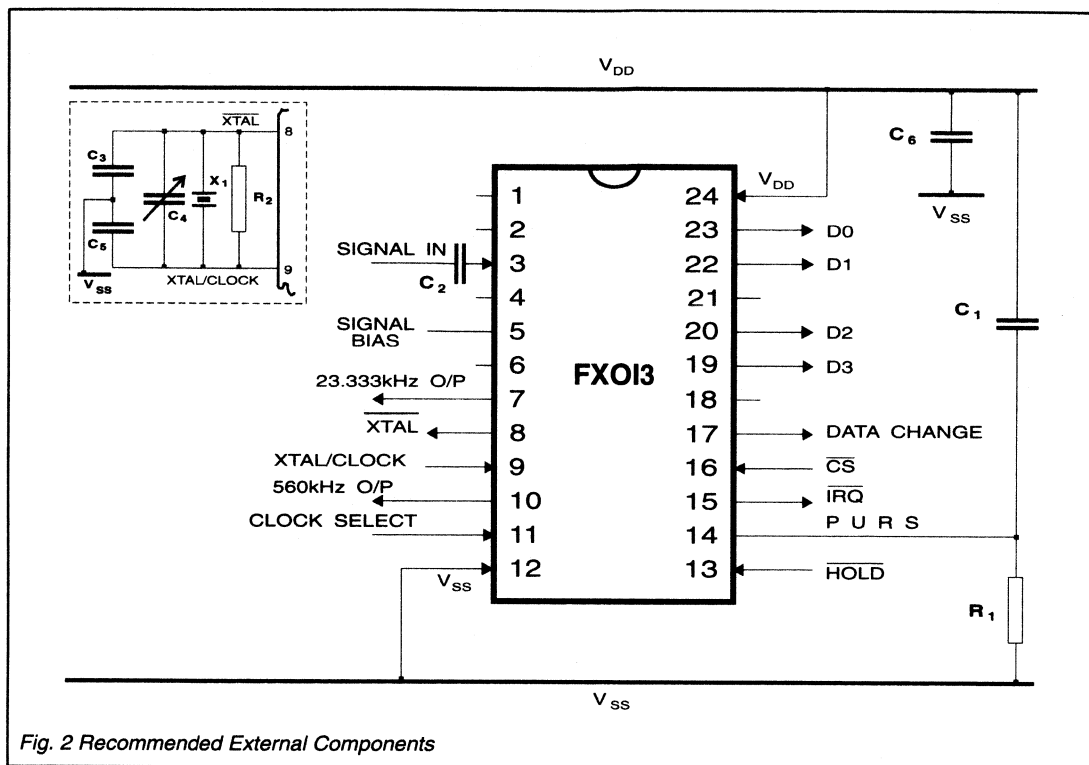 V_DD
XTAL
8
C_3
X_1
R_2
C_4
C_5
9
V_SS
XTAL/CLOCK
C_6
V_SS
C_1
R_1
FXOI3
1
2
SIGNAL IN
C_2
3
4
SIGNAL
BIAS
5
6
23.333kHz O/P
7
XTAL
8
XTAL/CLOCK
9
560kHz O/P
10
CLOCK SELECT
11
V_SS
12
24 V_DD
23 D0
22 D1
21
20 D2
19 D3
18
17 DATA CHANGE
16 CS
15 IRQ
14 P U R S
13 HOLD
V_SS
Fig. 2 Recommended External Components